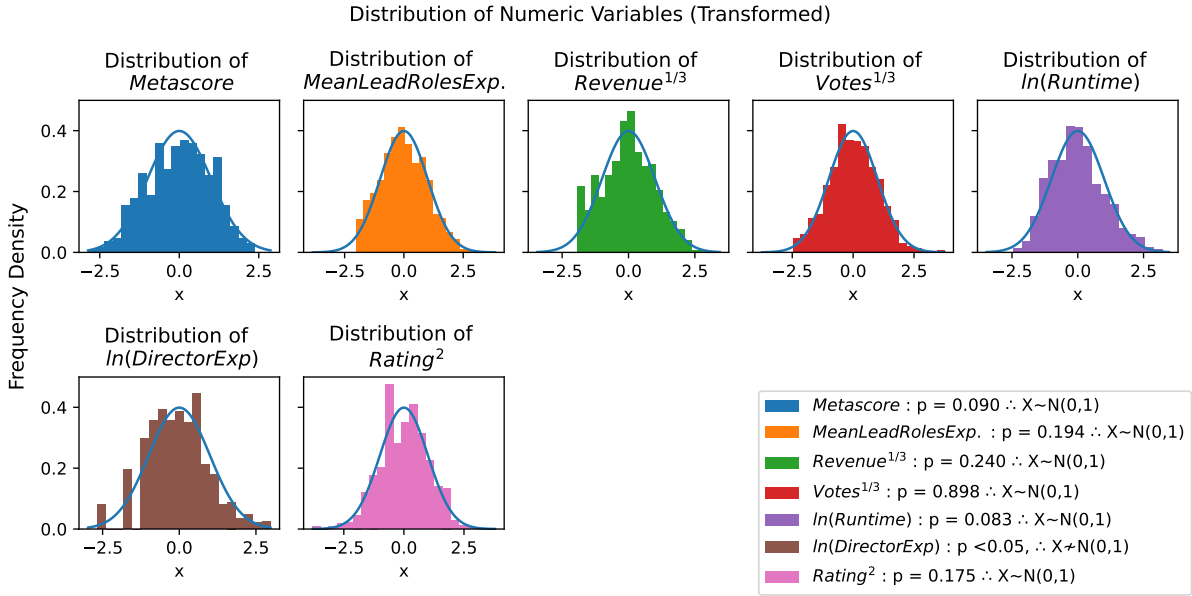 Distribution of Numeric Variables (Transformed)
Distribution of
Metascore
Distribution of
MeanLeadRolesExp.
Distribution of
Revenue^1/3
Distribution of
Votes^1/3
Distribution of
ln(Runtime)
Frequency Density
0.4
0.2
0.0
−2.5 0.0 2.5
x
−2.5 0.0 2.5
x
−2.5 0.0 2.5
x
−2.5 0.0 2.5
x
−2.5 0.0 2.5
x
Distribution of
ln(DirectorExp)
Distribution of
Rating²
0.4
0.2
0.0
−2.5 0.0 2.5
x
−2.5 0.0 2.5
x
Metascore : p = 0.090 ∴ X~N(0,1)
MeanLeadRolesExp. : p = 0.194 ∴ X~N(0,1)
Revenue^1/3 : p = 0.240 ∴ X~N(0,1)
Votes^1/3 : p = 0.898 ∴ X~N(0,1)
ln(Runtime) : p = 0.083 ∴ X~N(0,1)
ln(DirectorExp) : p <0.05, ∴ X≁N(0,1)
Rating² : p = 0.175 ∴ X~N(0,1)